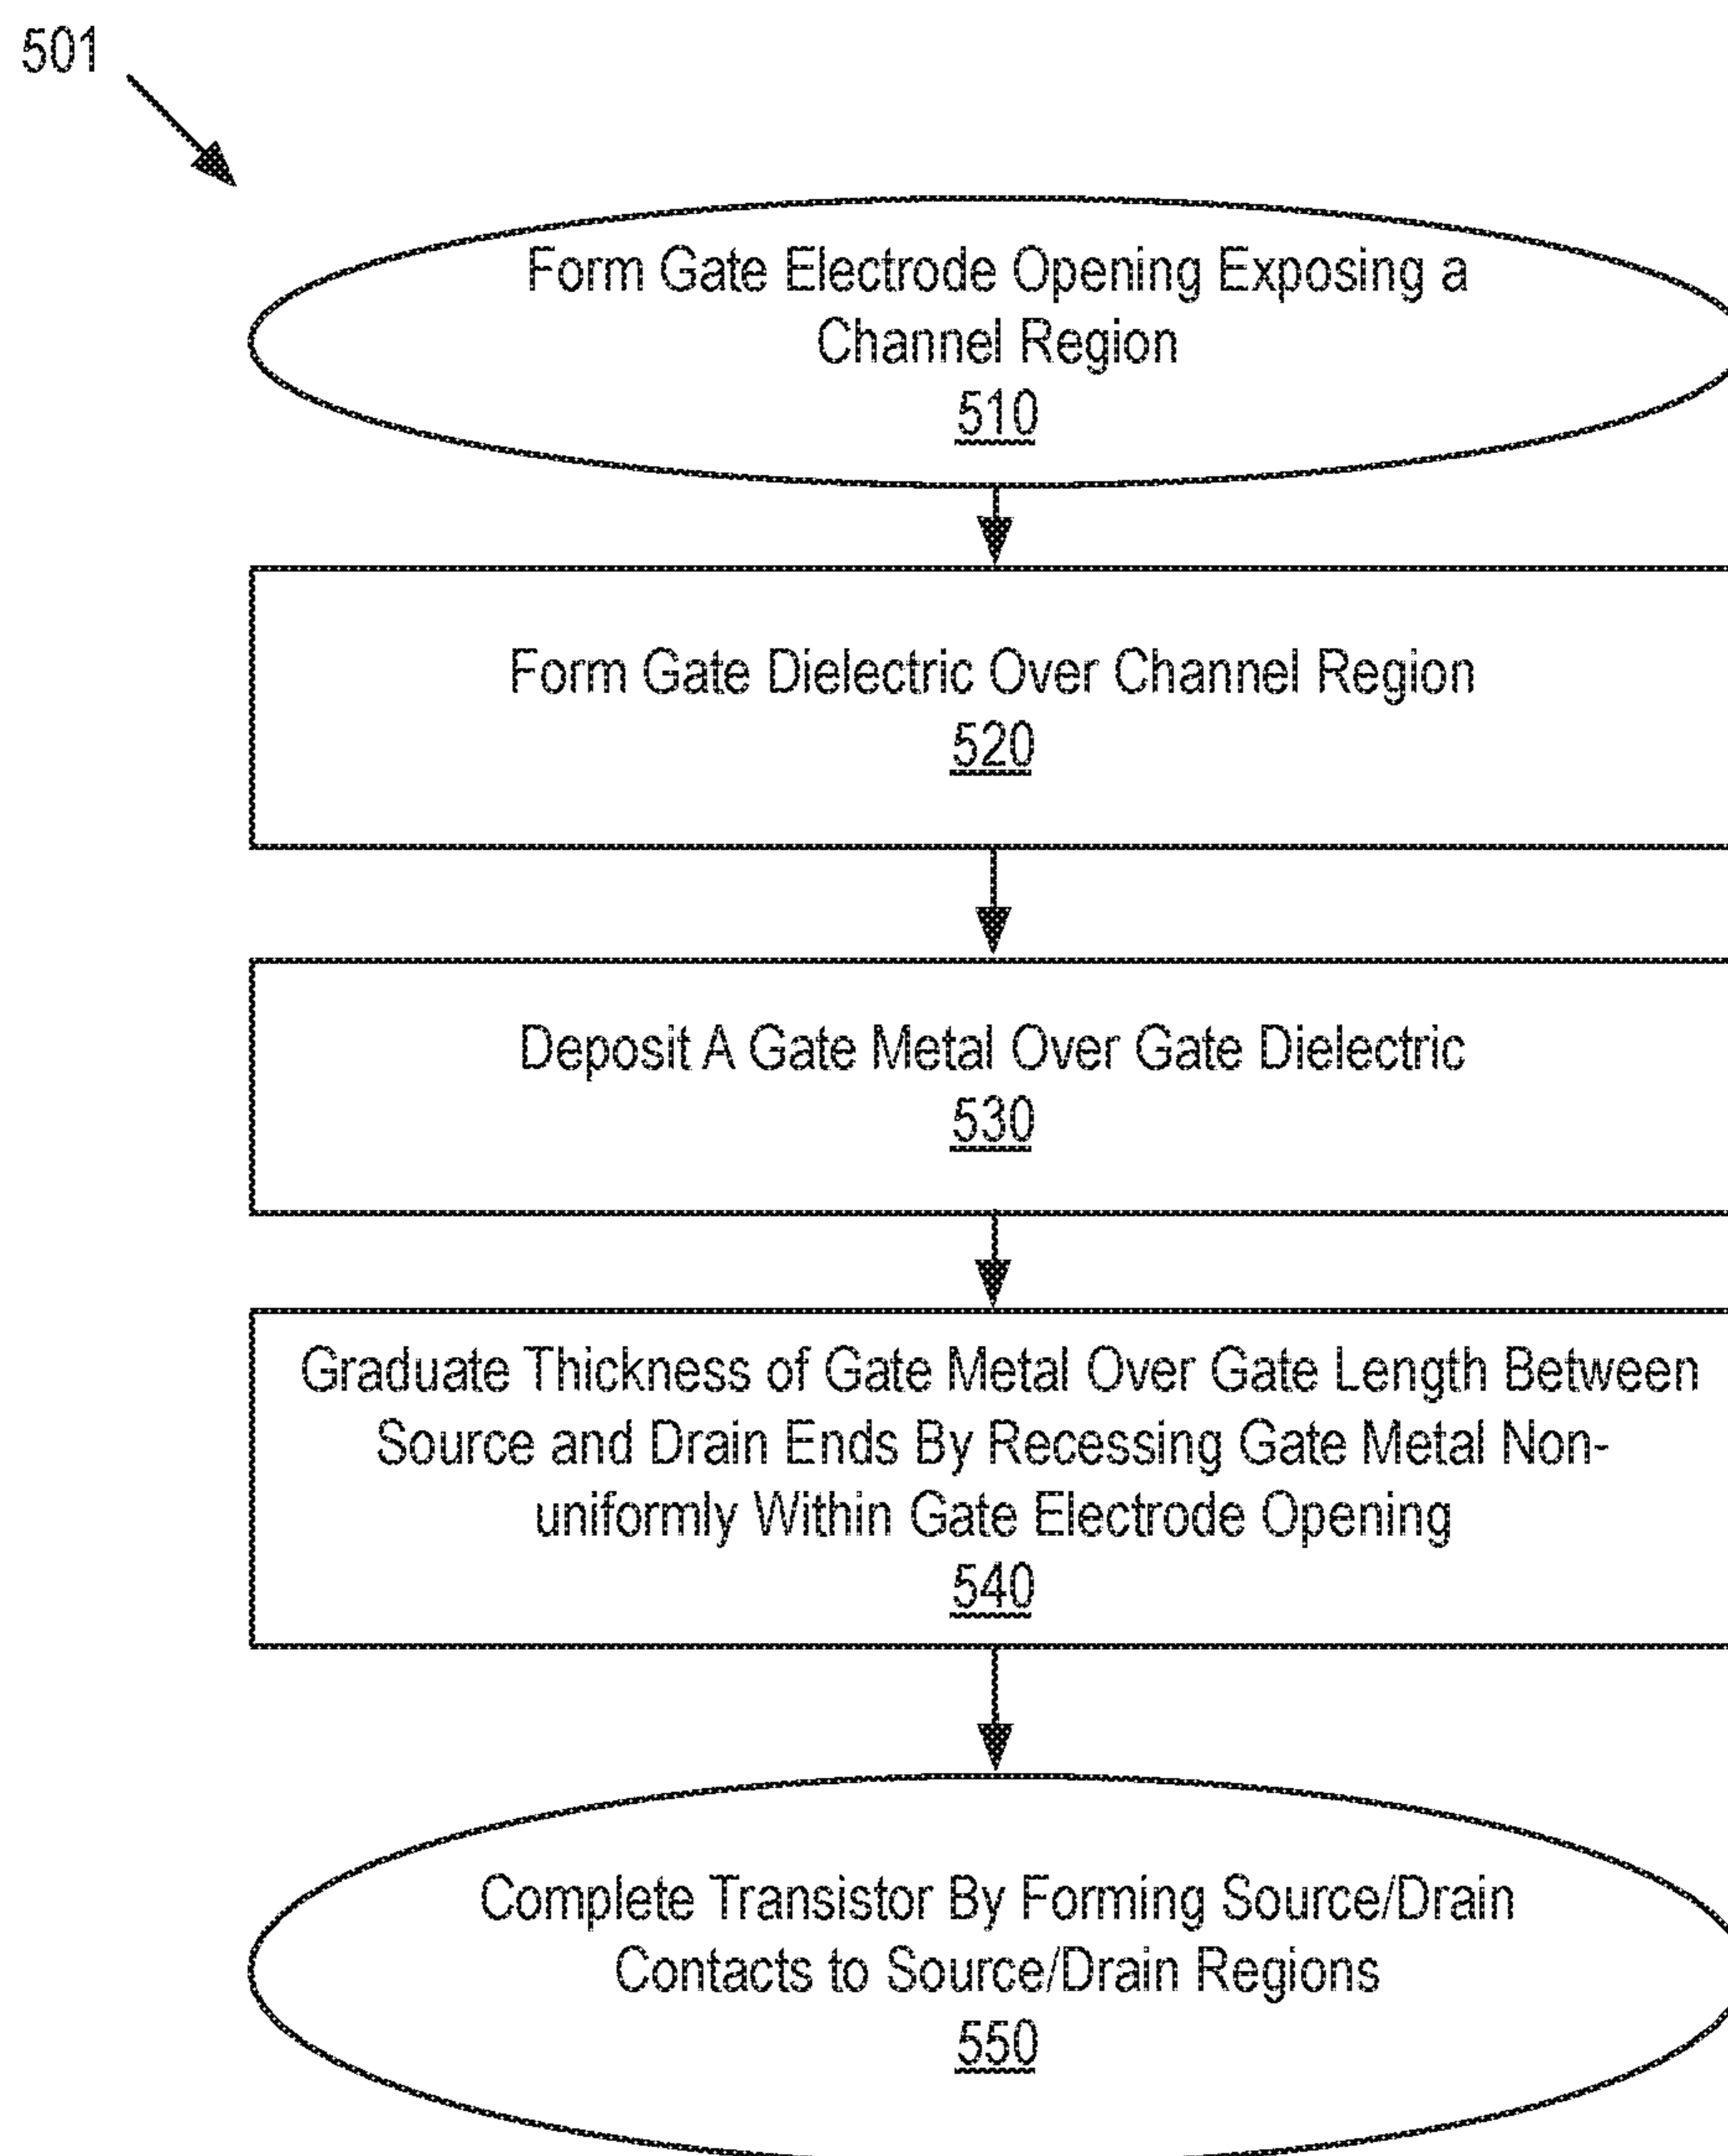 501
Form Gate Electrode Opening Exposing a
Channel Region
510
Form Gate Dielectric Over Channel Region
520
Deposit A Gate Metal Over Gate Dielectric
530
Graduate Thickness of Gate Metal Over Gate Length Between
Source and Drain Ends By Recessing Gate Metal Non-
uniformly Within Gate Electrode Opening
540
Complete Transistor By Forming Source/Drain
Contacts to Source/Drain Regions
550